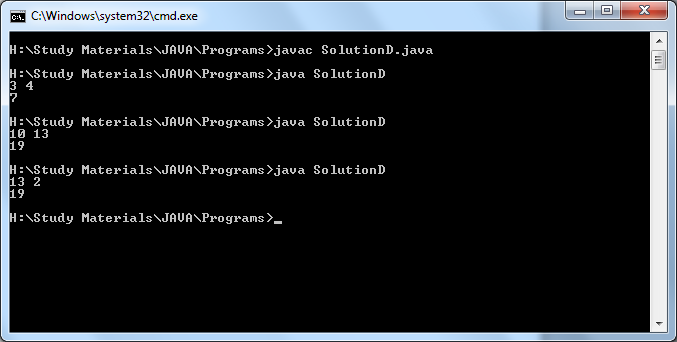 C:\Windows\system32\cmd.exe
H:\Study Materials\JAVA\Programs>javac SolutionD.java
H:\Study Materials\JAVA\Programs>java SolutionD
3 4
7
H:\Study Materials\JAVA\Programs>java SolutionD
10 13
19
H:\Study Materials\JAVA\Programs>java SolutionD
13 2
19
H:\Study Materials\JAVA\Programs>_